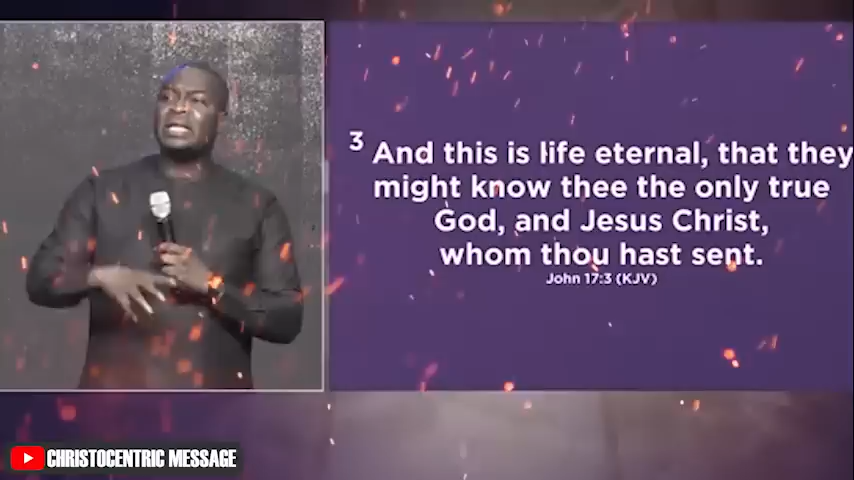 3 And this is life eternal, that they
might know thee the only true
God, and Jesus Christ,
whom thou hast sent.
John 17:3 (KJV)
CHRISTOCENTRIC MESSAGE